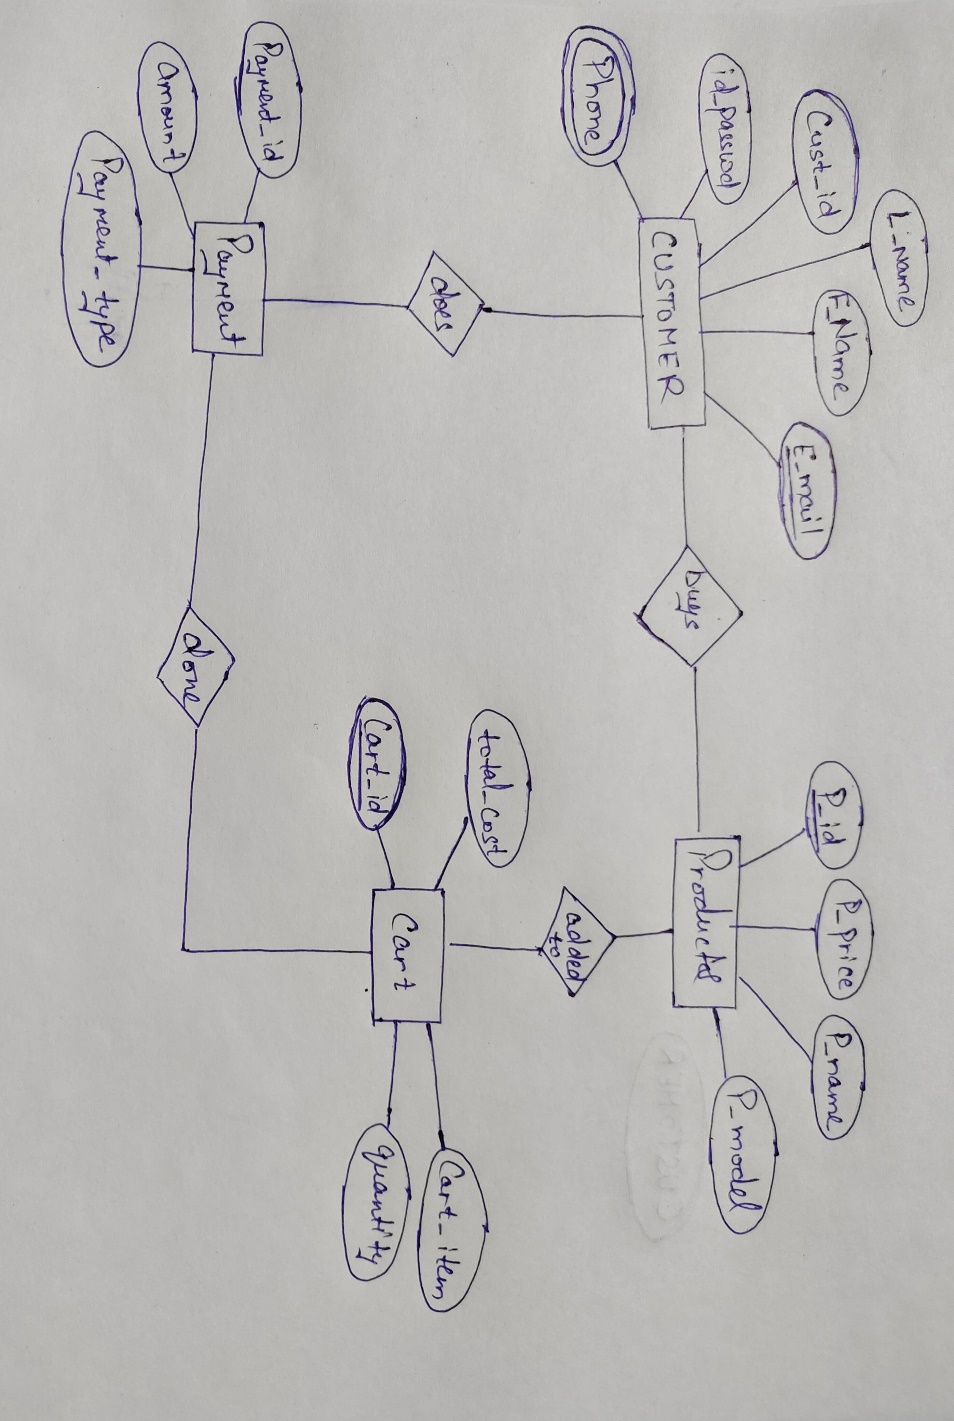 L_name
Cust_id
F_Name
E_mail
P_id
P_price
P_name
id_passwd
Phone
CUSTOMER
buys
Products
P_model
added
to
does
total_cost
Cart_id
Cart
Cart_item
quantity
Payment_id
amount
Payment
Payment_type
done